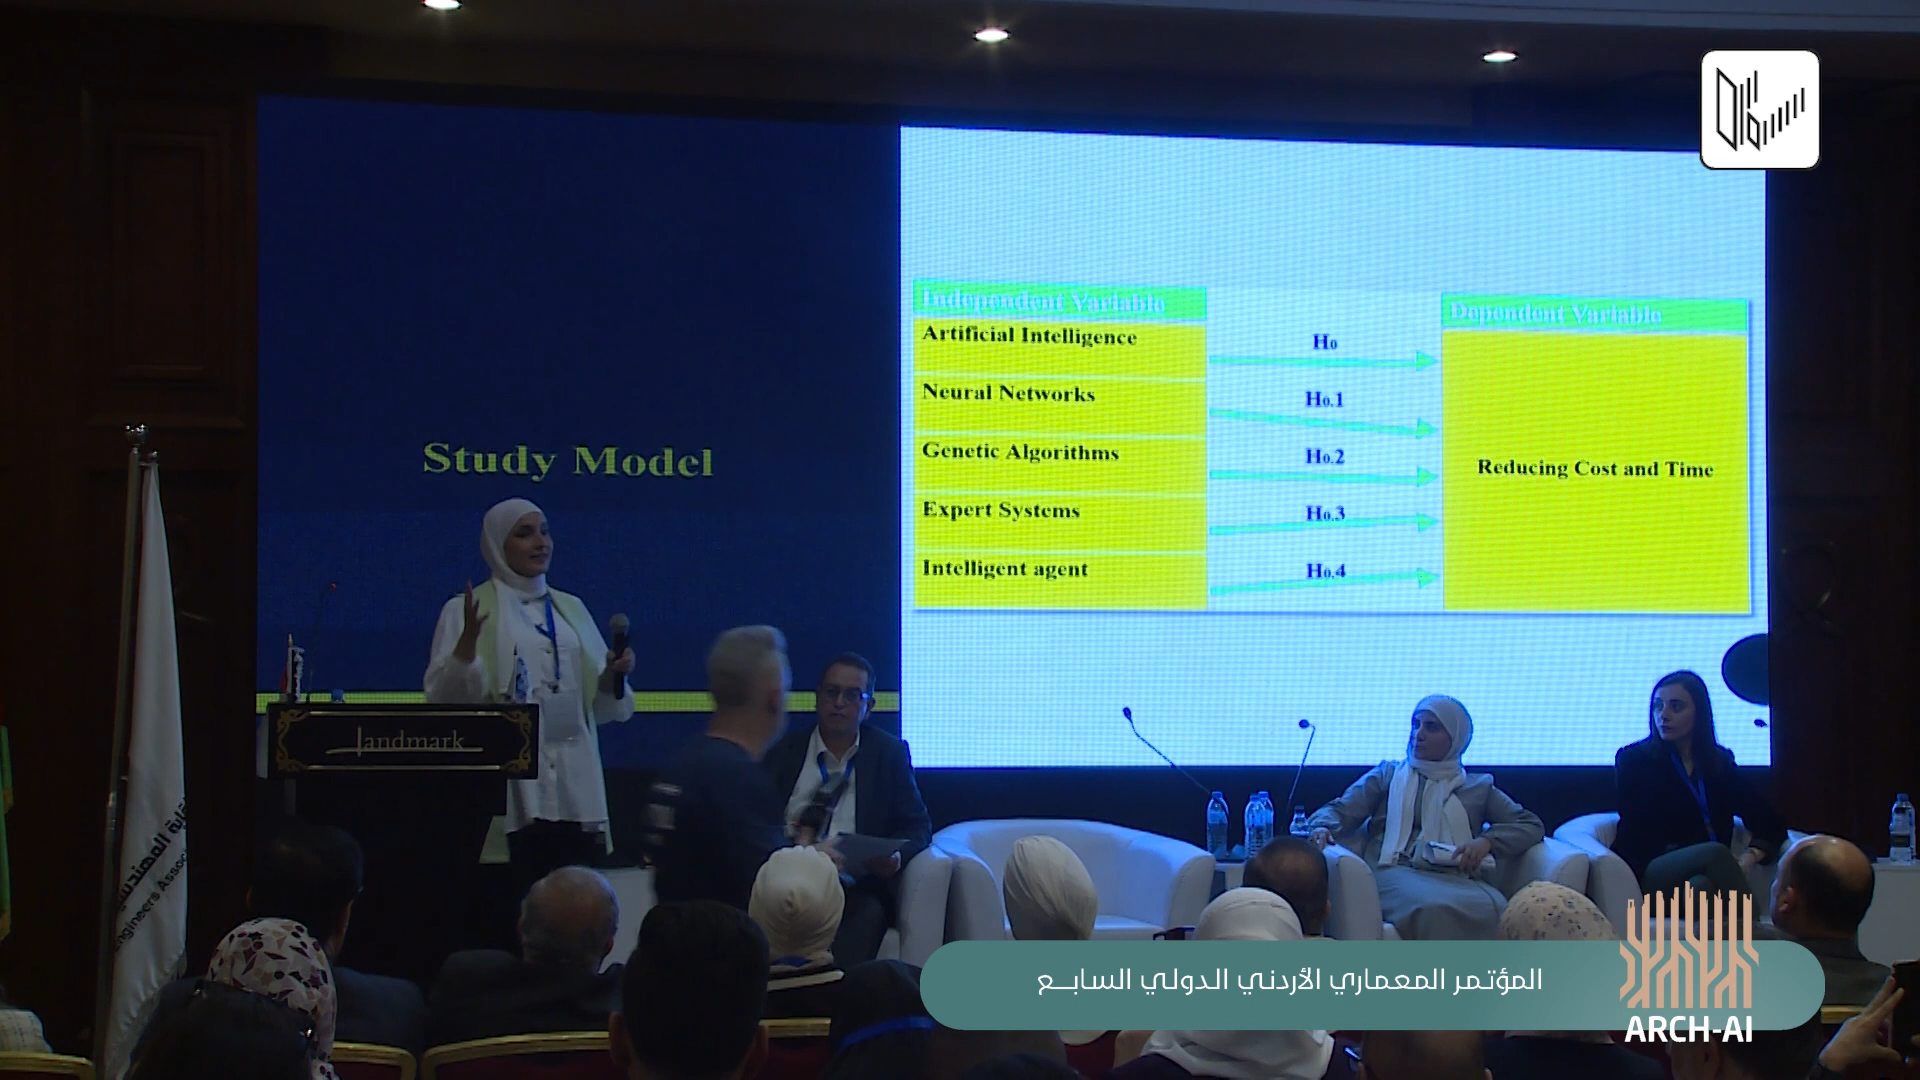 Study Model
Independent Variable
Artificial Intelligence
Neural Networks
Genetic Algorithms
Expert Systems
Intelligent agent
H0
H0.1
H0.2
H0.3
H0.4
Dependent Variable
Reducing Cost and Time
landmark
المؤتمر المعماري الأردني الدولي السابع
ARCH-AI